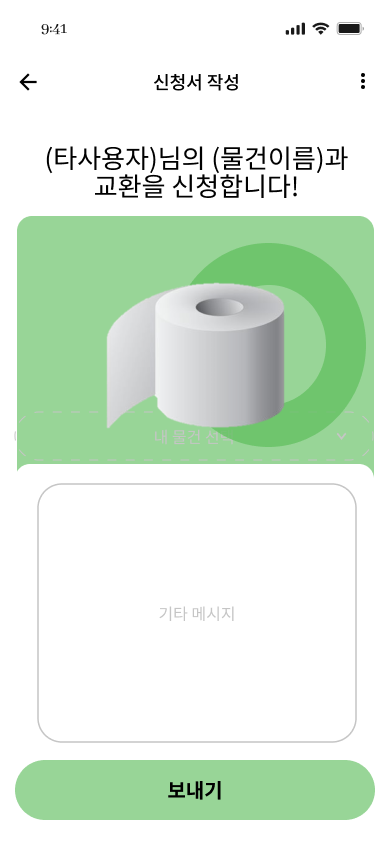 9:41
신청서 작성
(타사용자)님의 (물건이름)과
교환을 신청합니다!
내 물건 선택
기타 메시지
보내기